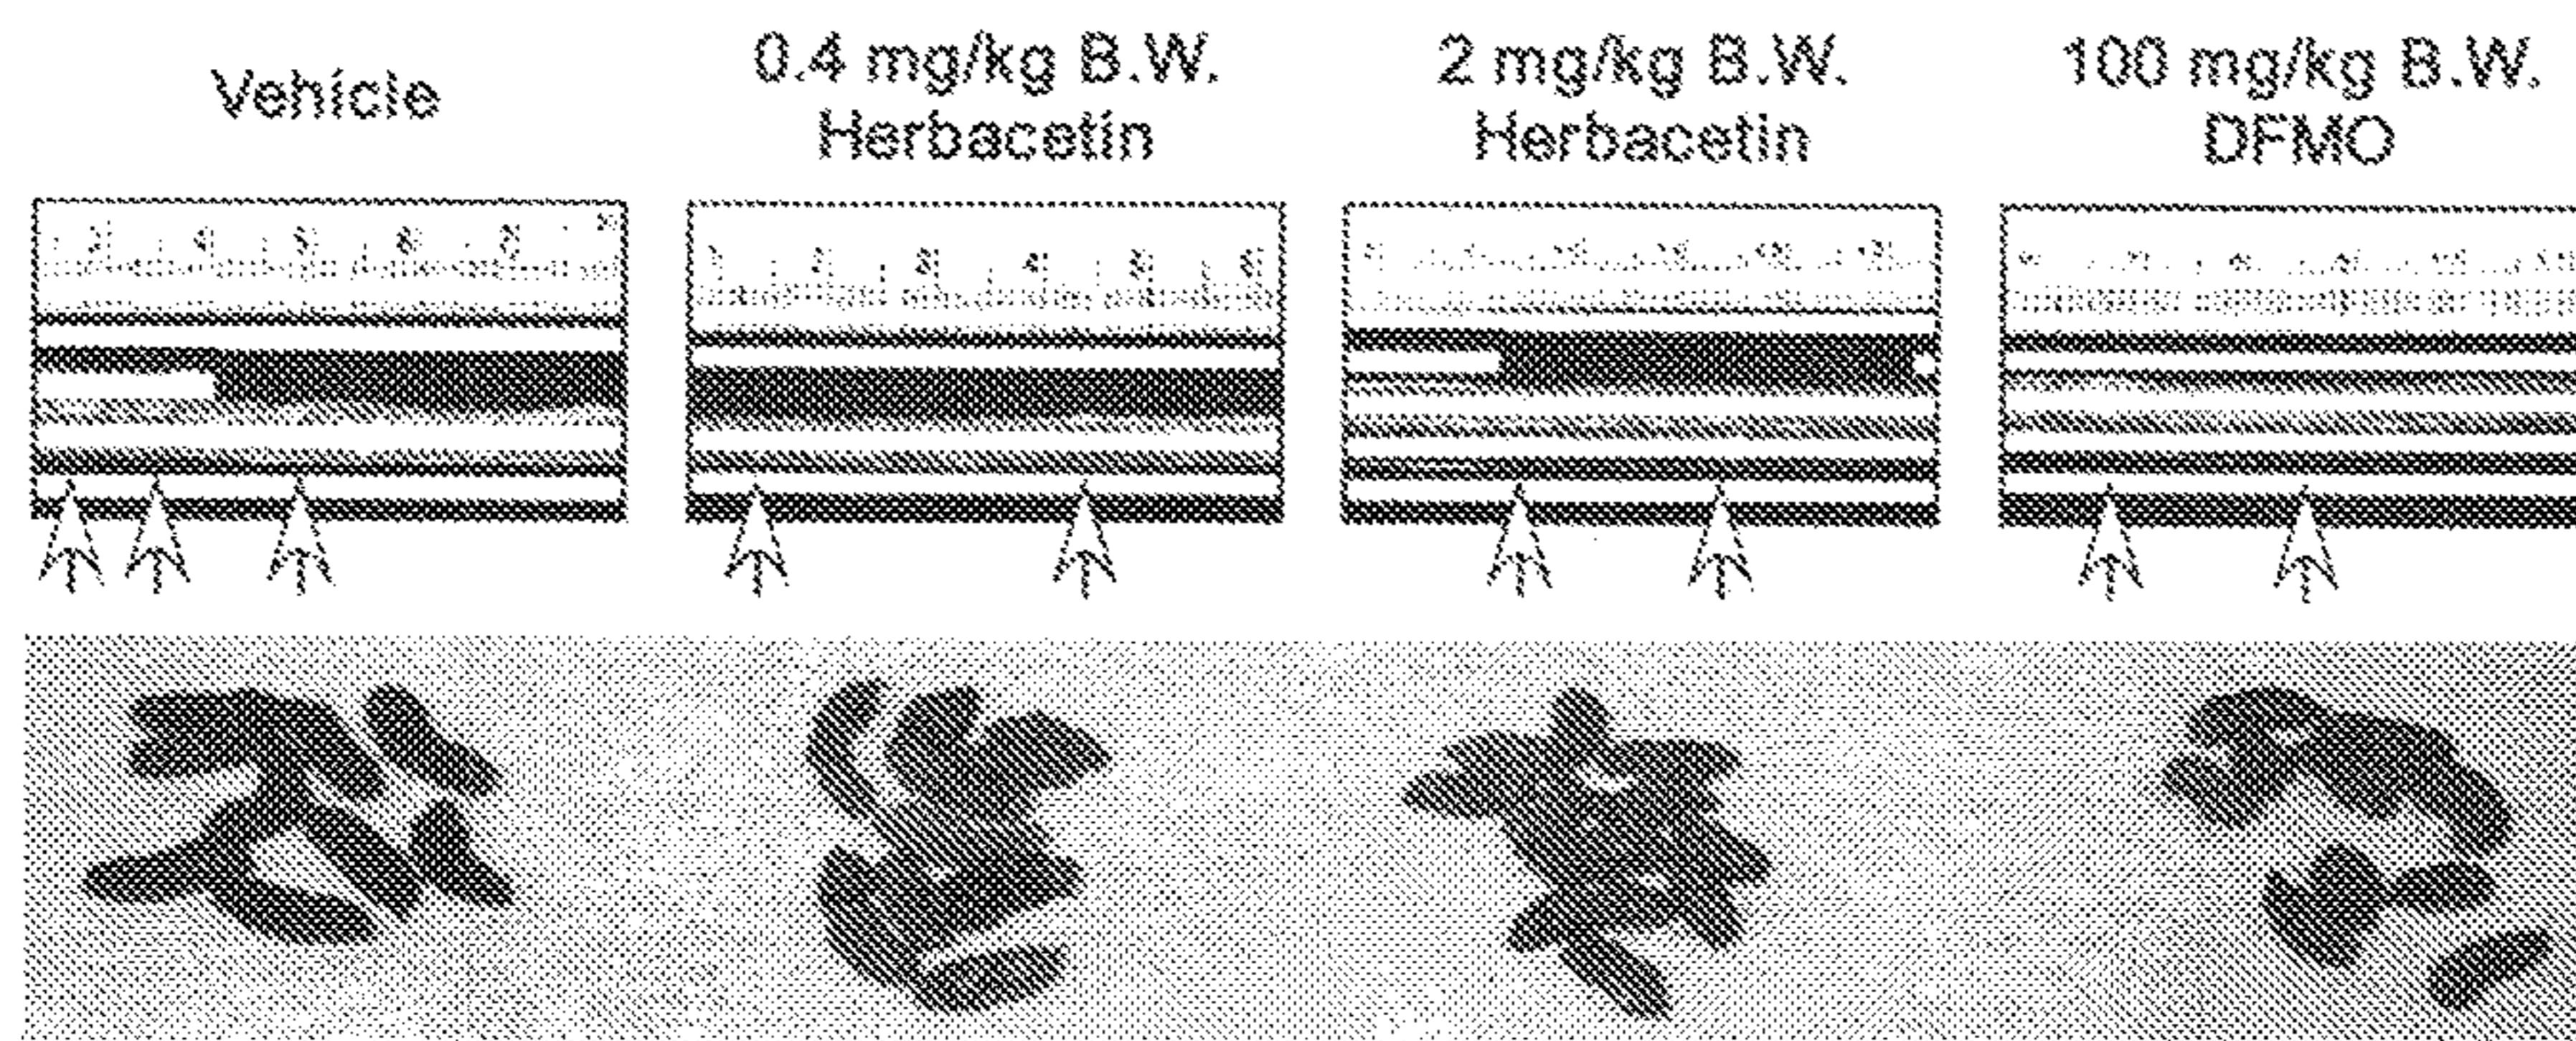 Vehicle
0.4 mg/kg B.W.
Herbacetin
2 mg/kg B.W.
Herbacetin
100 mg/kg B.W.
DFMO